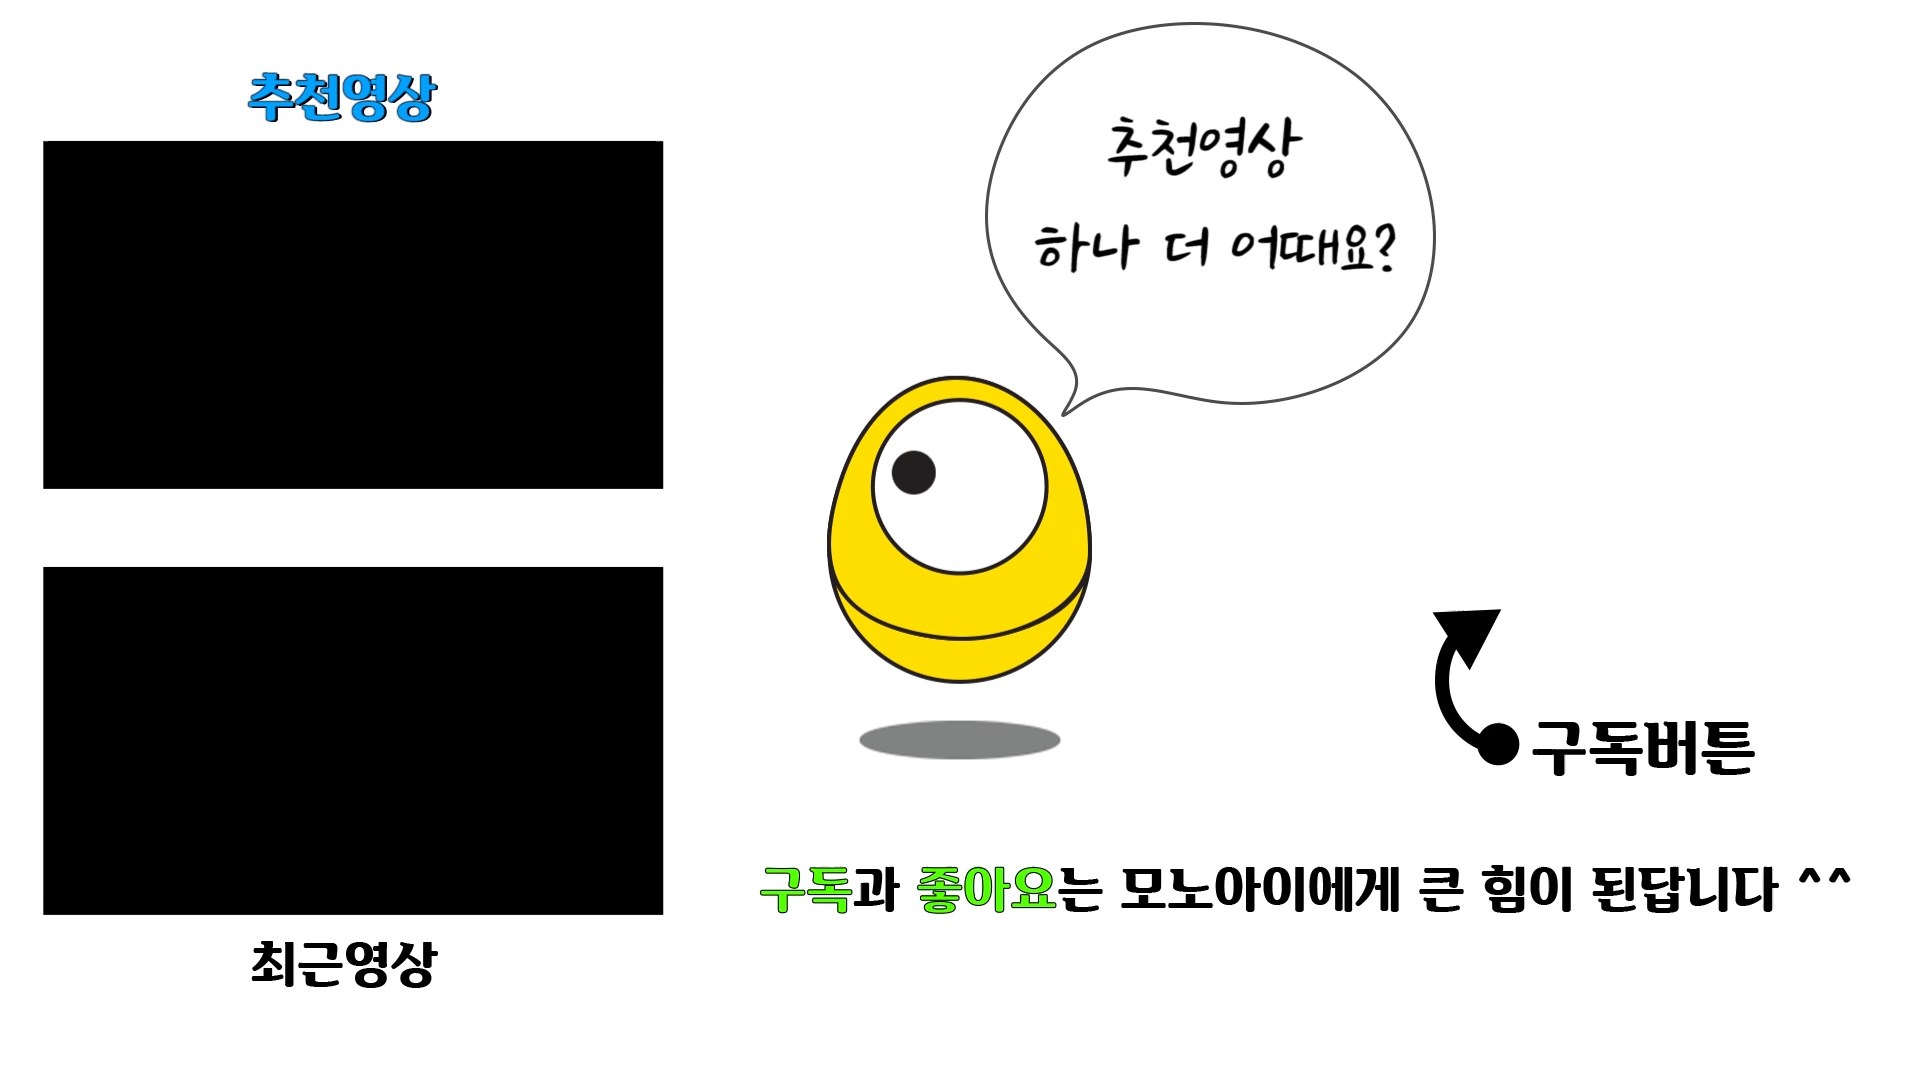 추천영상
추천영상
하나 더 어때요?
구독버튼
구독과 좋아요는 모노아이에게 큰 힘이 된답니다 ^^
최근영상